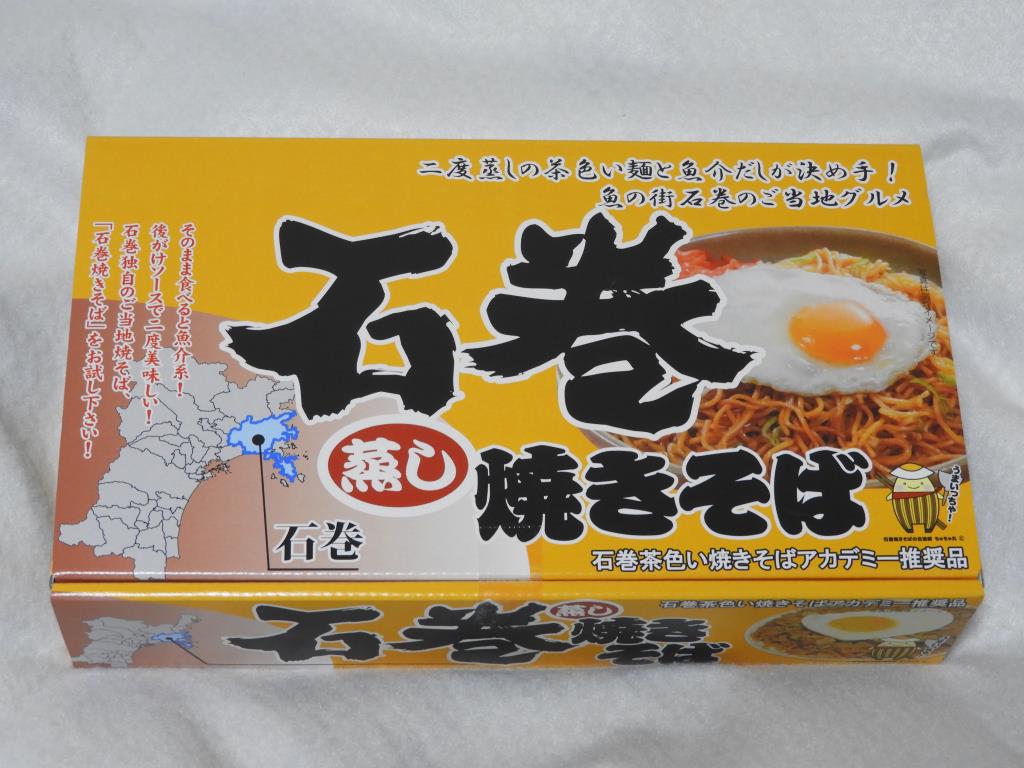 二度蒸しの茶色い麺と魚介だしが決め手！
魚の街石巻のご当地グルメ
そのまま食べると魚介系！
後がけソースで二度美味しい！
石巻独自のご当地焼そば、
「石巻焼きそば」をお試し下さい！
石巻
蒸し
焼きそば
石巻
うまいっちゃ！
石巻茶色い焼きそばアカデミー推奨品
石巻
蒸し
焼き
そば
石巻茶色い焼きそばアカデミー推奨品